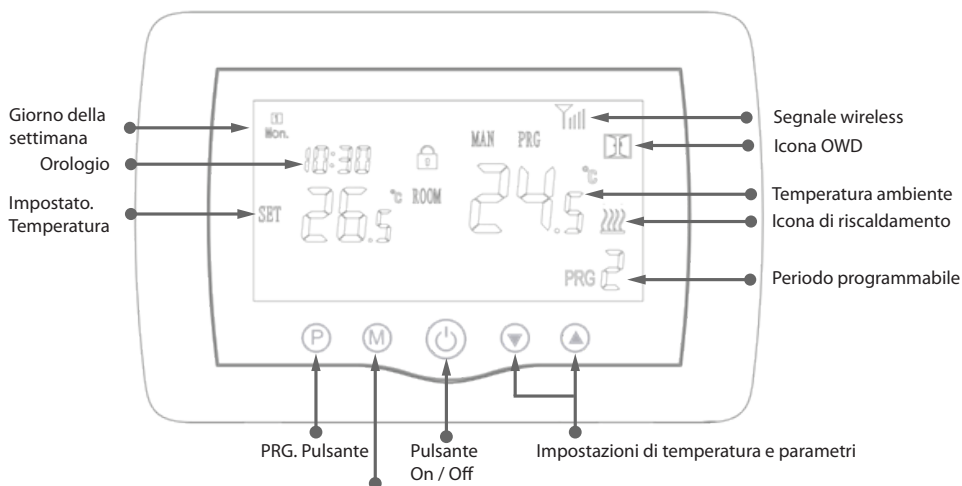 Giorno della
settimana
Orologio
Impostato.
Temperatura
1
Mon.
10:30
SET
26.5
°C
ROOM
MAN PRG
24.5
°C
PRG 2
Segnale wireless
Icona OWD
Temperatura ambiente
Icona di riscaldamento
Periodo programmabile
P
M
PRG. Pulsante
Pulsante
On / Off
Impostazioni di temperatura e parametri